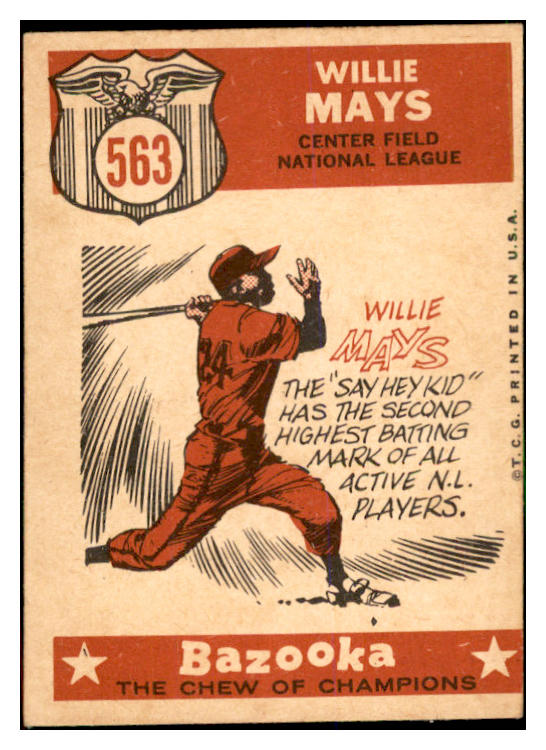 563
WILLIE
MAYS
CENTER FIELD
NATIONAL LEAGUE
24
WILLIE
MAYS
THE "SAY HEY KID"
HAS THE SECOND
HIGHEST BATTING
MARK OF ALL
ACTIVE N.L.
PLAYERS.
©T.C.G. PRINTED IN U.S.A.
Bazooka
THE CHEW OF CHAMPIONS